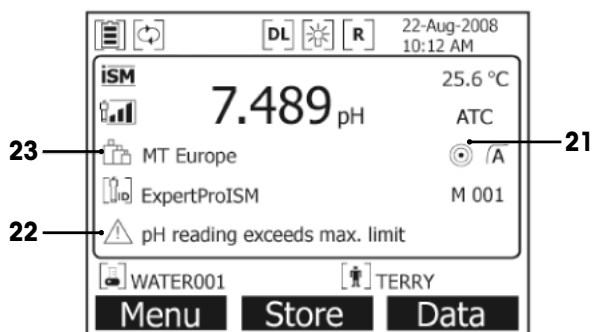 DL R 22-Aug-2008
10:12 AM
iSM 25.6 °C
7.489 pH ATC
21
23 MT Europe A
ID ExpertProISM M 001
22 pH reading exceeds max. limit
WATER001 TERRY
Menu Store Data